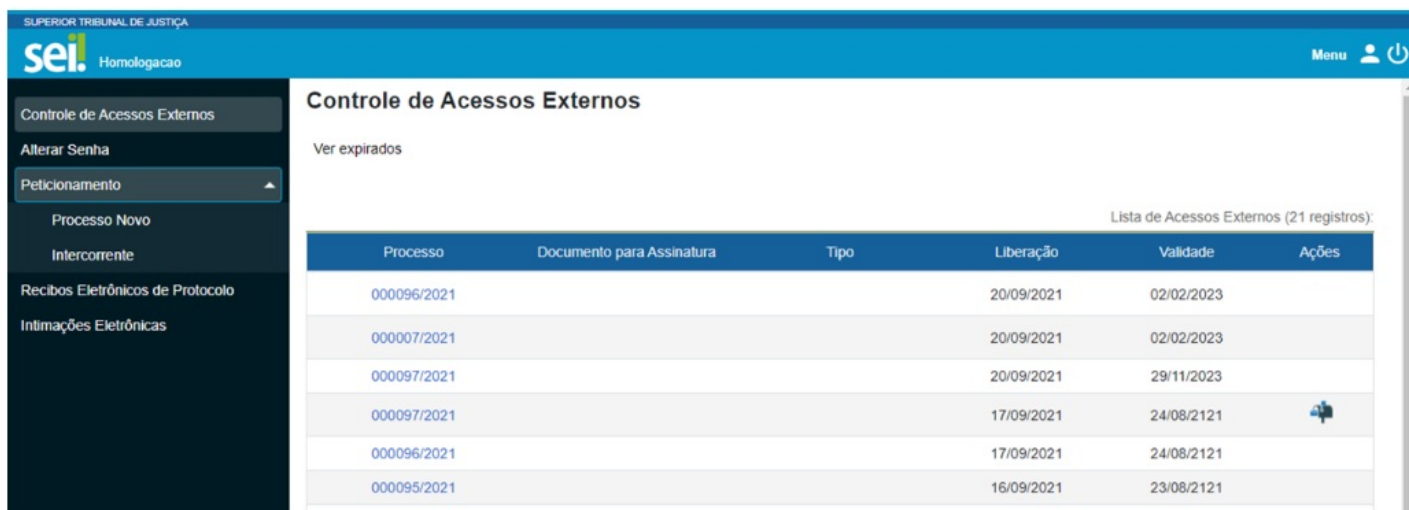 SUPERIOR TRIBUNAL DE JUSTIÇA
sei! Homologacao
Menu
Controle de Acessos Externos
Alterar Senha
Peticionamento
Processo Novo
Intercorrente
Recibos Eletrônicos de Protocolo
Intimações Eletrônicas
Controle de Acessos Externos
Ver expirados
Lista de Acessos Externos (21 registros):
Processo Documento para Assinatura Tipo Liberação Validade Ações
000096/2021 20/09/2021 02/02/2023
000007/2021 20/09/2021 02/02/2023
000097/2021 20/09/2021 29/11/2023
000097/2021 17/09/2021 24/08/2121
000096/2021 17/09/2021 24/08/2121
000095/2021 16/09/2021 23/08/2121